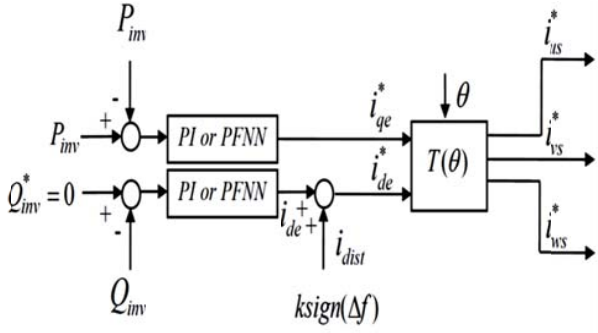 P_inv
i*_us
-
+
P_inv
PI or PFNN
i*_qe
θ
i*_vs
T(θ)
Q*_inv = 0
+
-
PI or PFNN
i_de
+
+
i*_de
i_dist
i*_ws
Q_inv
ksign(Δf)